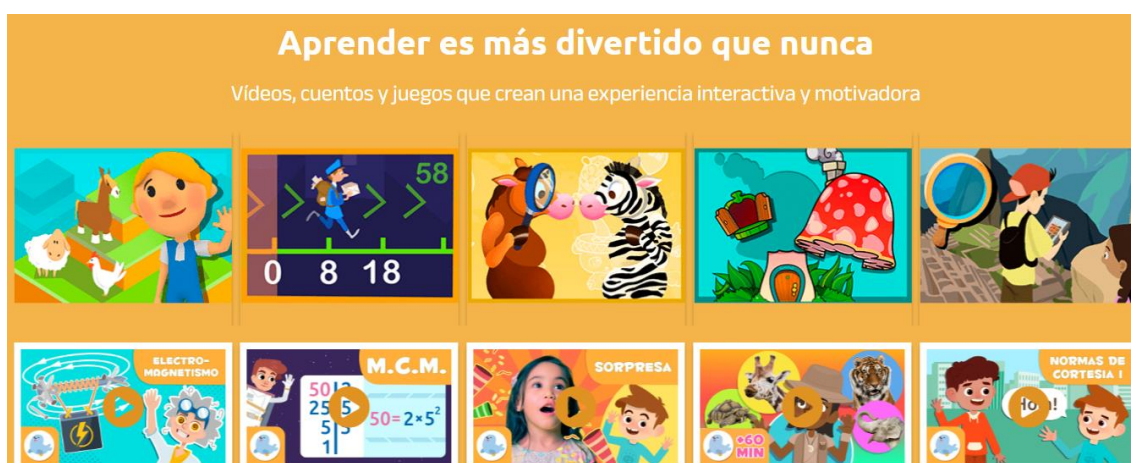 Aprender es más divertido que nunca
Vídeos, cuentos y juegos que crean una experiencia interactiva y motivadora
58
0 8 18
ELECTRO-
MAGNETISMO
M.C.M.
50 2
25 5
5 5
1
50= 2×5²
SORPRESA
+60
MIN
NORMAS DE
CORTESIA I